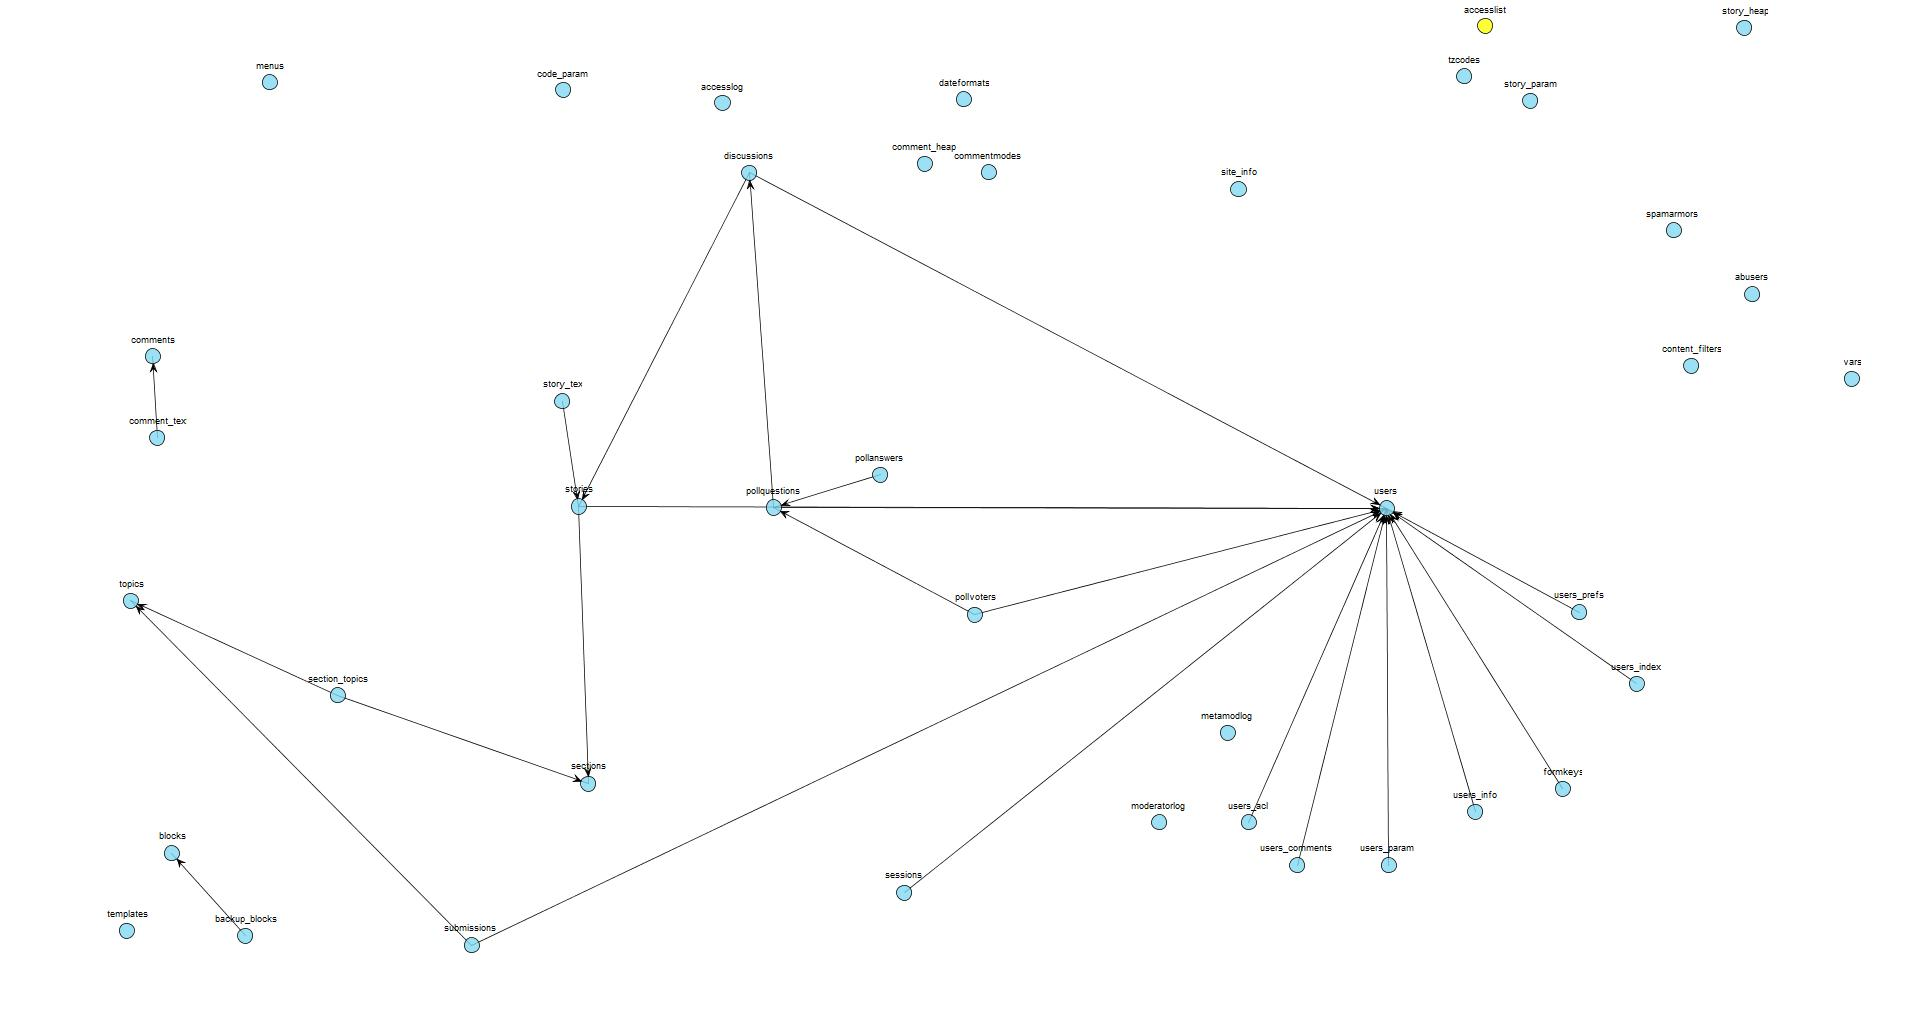 accesslist
story_heap
menus
code_param
accesslog
dateformats
tzcodes
story_param
discussions
comment_heap
commentmodes
site_info
spamarmors
abusers
comments
content_filters
vars
story_tex
comment_tex
pollanswers
stories
pollquestions
users
topics
pollvoters
users_prefs
section_topics
users_index
metamodlog
sections
formkeys
moderatorlog
users_acl
users_info
blocks
users_comments
users_param
sessions
templates
backup_blocks
submissions